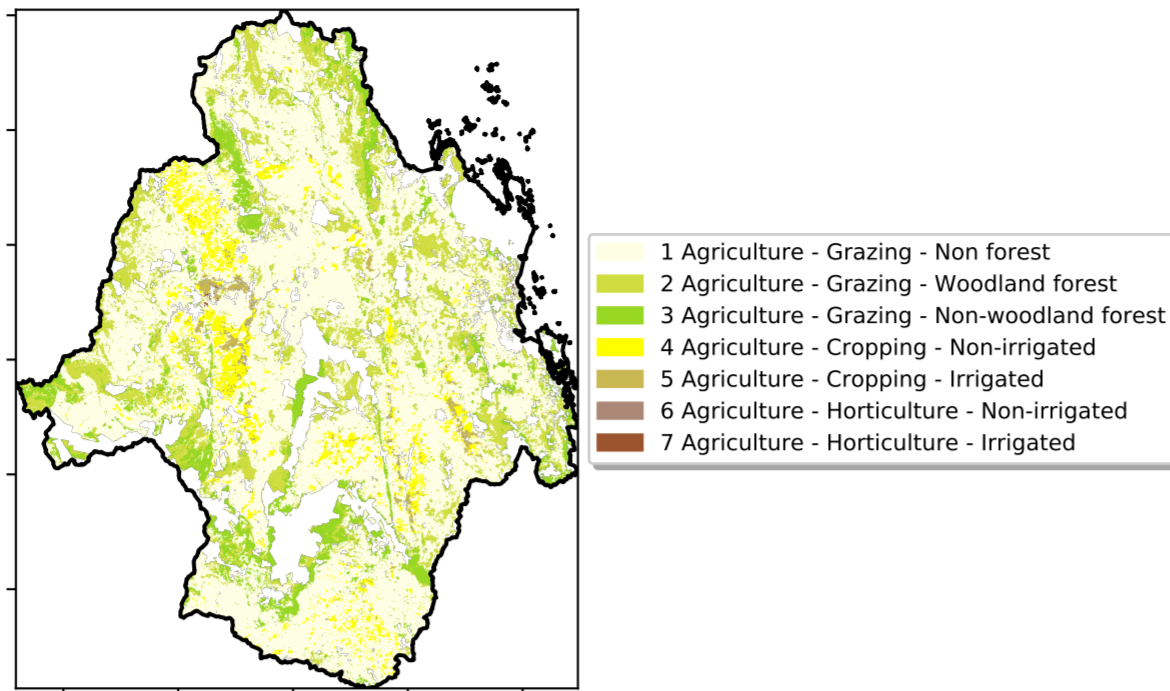 1 Agriculture - Grazing - Non forest
2 Agriculture - Grazing - Woodland forest
3 Agriculture - Grazing - Non-woodland forest
4 Agriculture - Cropping - Non-irrigated
5 Agriculture - Cropping - Irrigated
6 Agriculture - Horticulture - Non-irrigated
7 Agriculture - Horticulture - Irrigated